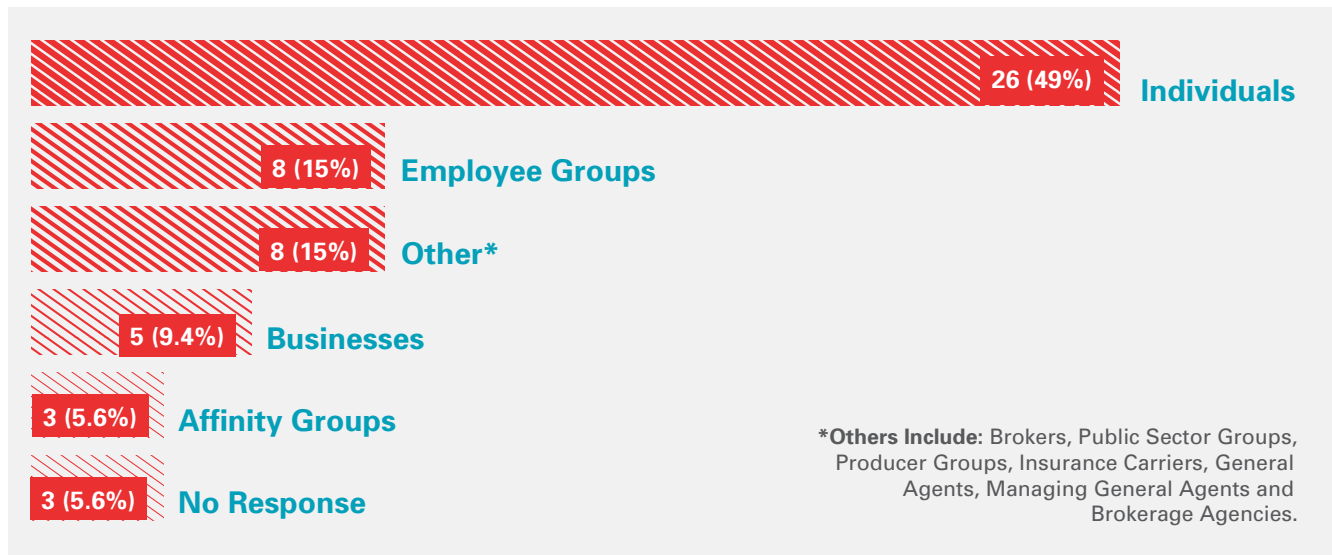 26 (49%) Individuals
8 (15%) Employee Groups
8 (15%) Other*
5 (9.4%) Businesses
3 (5.6%) Affinity Groups
3 (5.6%) No Response
*Others Include: Brokers, Public Sector Groups,
Producer Groups, Insurance Carriers, General
Agents, Managing General Agents and
Brokerage Agencies.